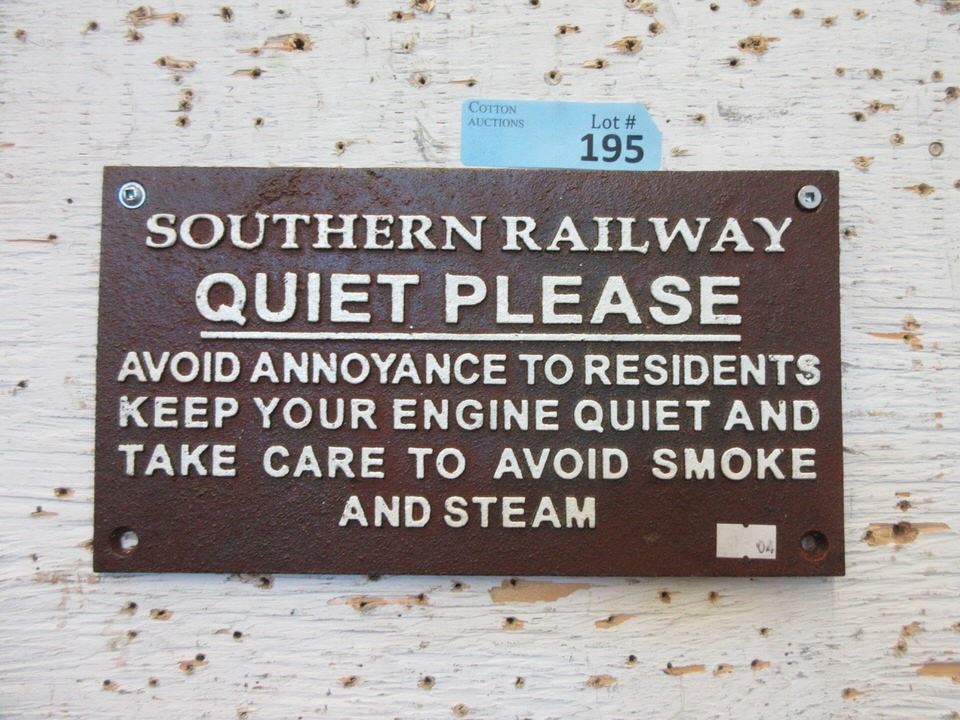 COTTON
AUCTIONS
Lot #
195
SOUTHERN RAILWAY
QUIET PLEASE
AVOID ANNOYANCE TO RESIDENTS
KEEP YOUR ENGINE QUIET AND
TAKE CARE TO AVOID SMOKE
AND STEAM
04